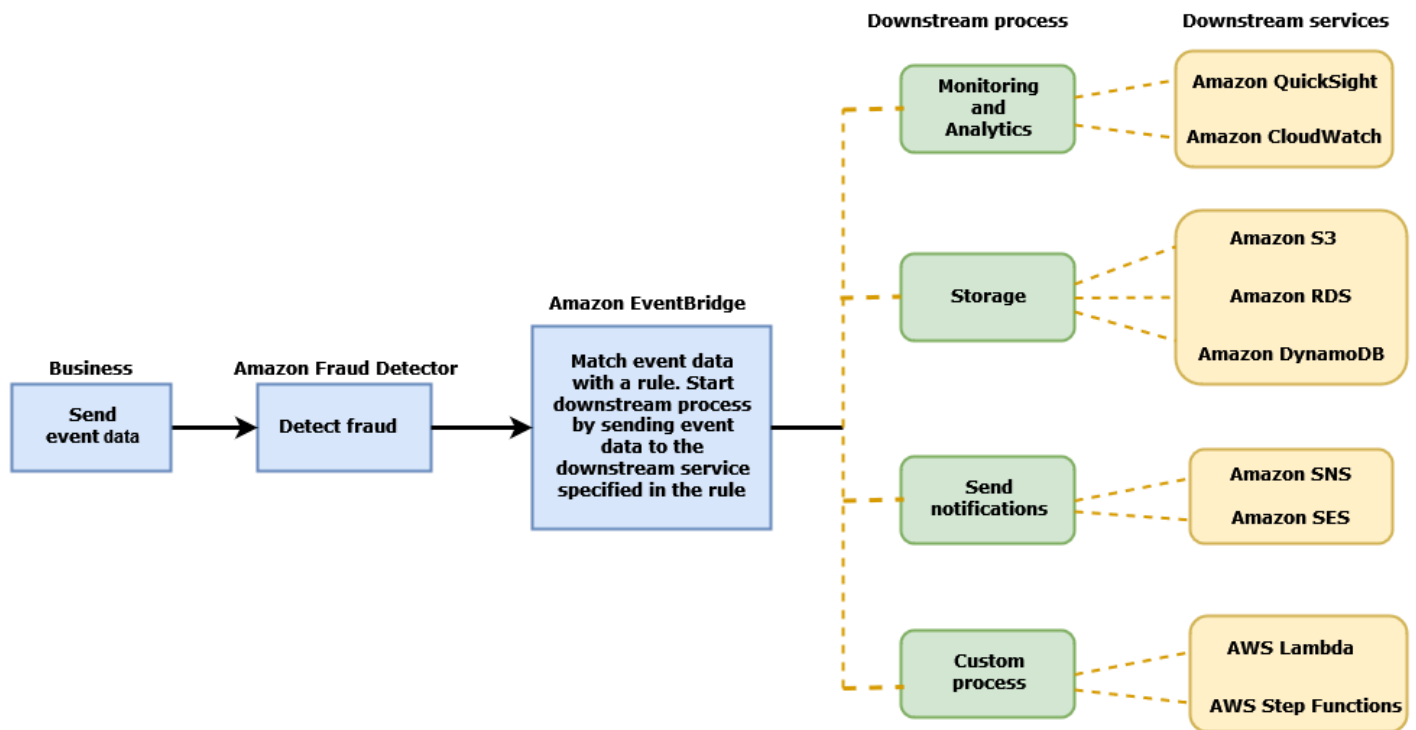 Downstream process
Downstream services
Monitoring
and
Analytics
Amazon QuickSight
Amazon CloudWatch
Storage
Amazon S3
Amazon RDS
Amazon DynamoDB
Business
Send
event data
Amazon Fraud Detector
Detect fraud
Amazon EventBridge
Match event data
with a rule. Start
downstream process
by sending event
data to the
downstream service
specified in the rule
Send
notifications
Amazon SNS
Amazon SES
Custom
process
AWS Lambda
AWS Step Functions